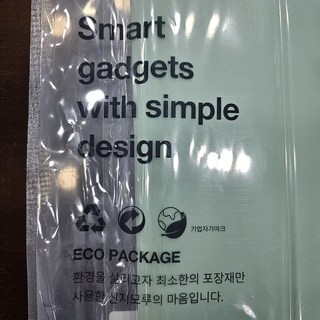 Smart
gadgets
with simple
design
기업자가마크
ECO PACKAGE
환경을 살리고자 최소한의 포장재만
사용한 신지모루의 마음입니다.